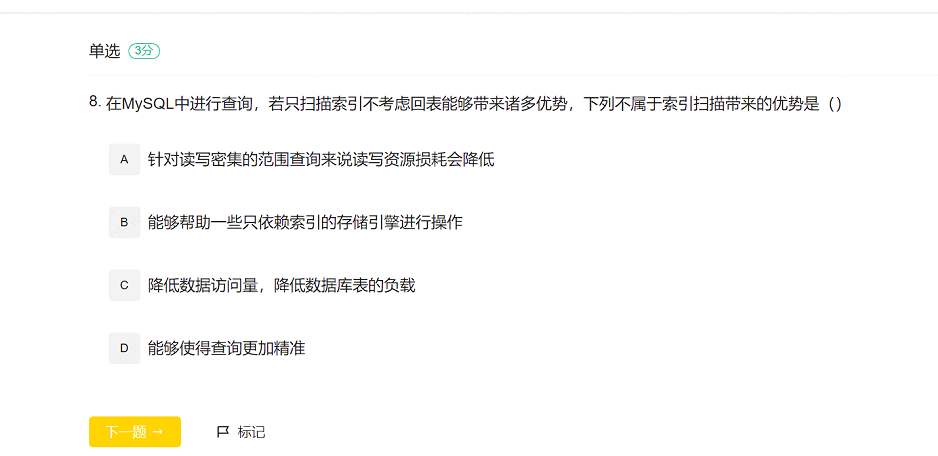 单选 3分
8. 在MySQL中进行查询，若只扫描索引不考虑回表能够带来诸多优势，下列不属于索引扫描带来的优势是（）
A 针对读写密集的范围查询来说读写资源损耗会降低
B 能够帮助一些只依赖索引的存储引擎进行操作
C 降低数据访问量，降低数据库表的负载
D 能够使得查询更加精准
下一题 → 标记